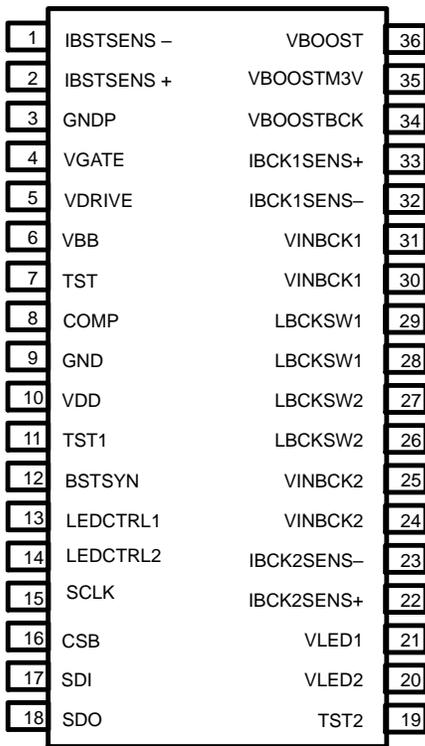 1 IBSTSENS – VBOOST 36
2 IBSTSENS + VBOOSTM3V 35
3 GNDP VBOOSTBCK 34
4 VGATE IBCK1SENS+ 33
5 VDRIVE IBCK1SENS– 32
6 VBB VINBCK1 31
7 TST VINBCK1 30
8 COMP LBCKSW1 29
9 GND LBCKSW1 28
10 VDD LBCKSW2 27
11 TST1 LBCKSW2 26
12 BSTSYN VINBCK2 25
13 LEDCTRL1 VINBCK2 24
14 LEDCTRL2 IBCK2SENS– 23
15 SCLK IBCK2SENS+ 22
16 CSB VLED1 21
17 SDI VLED2 20
18 SDO TST2 19